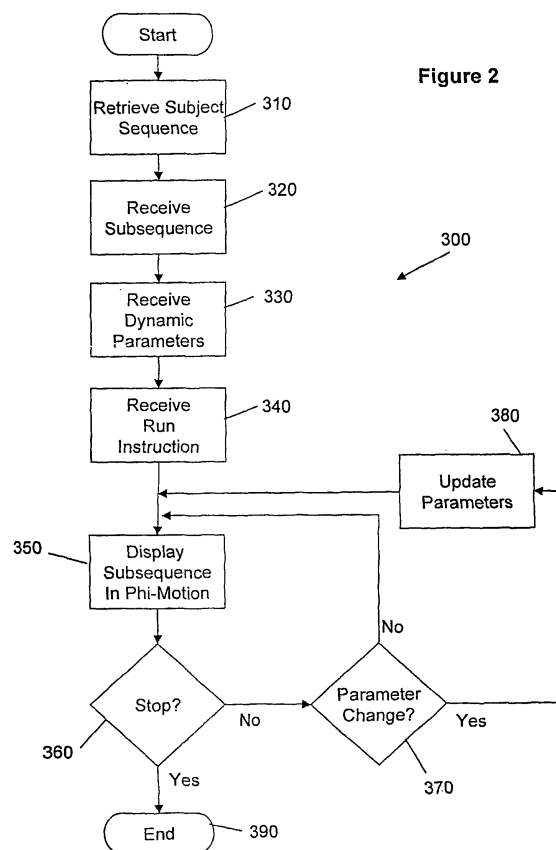 Start
Figure 2
Retrieve Subject
Sequence
310
Receive
Subsequence
320
300
Receive
Dynamic
Parameters
330
Receive
Run
Instruction
340
380
Update
Parameters
350
Display
Subsequence
In Phi-Motion
No
Stop?
No
Parameter
Change?
Yes
360
370
Yes
End
390